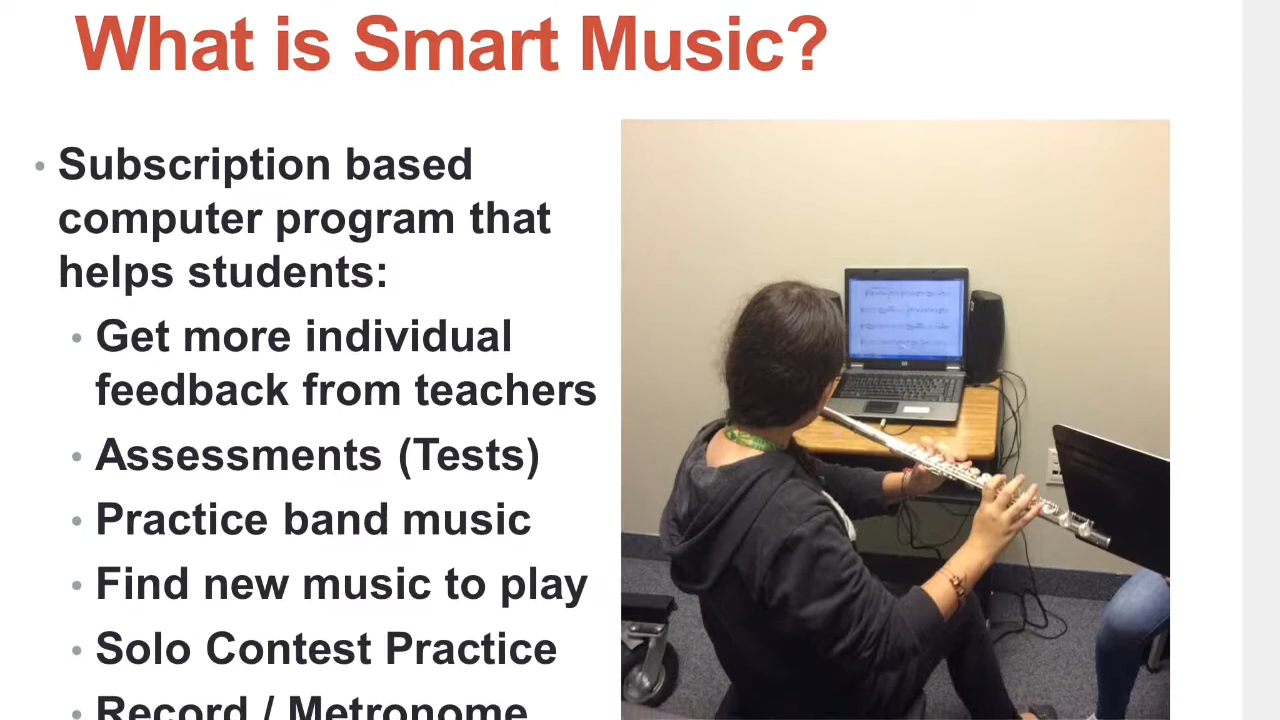 What is Smart Music?
• Subscription based
computer program that
helps students:
• Get more individual
feedback from teachers
• Assessments (Tests)
• Practice band music
• Find new music to play
• Solo Contest Practice
• Record / Metronome